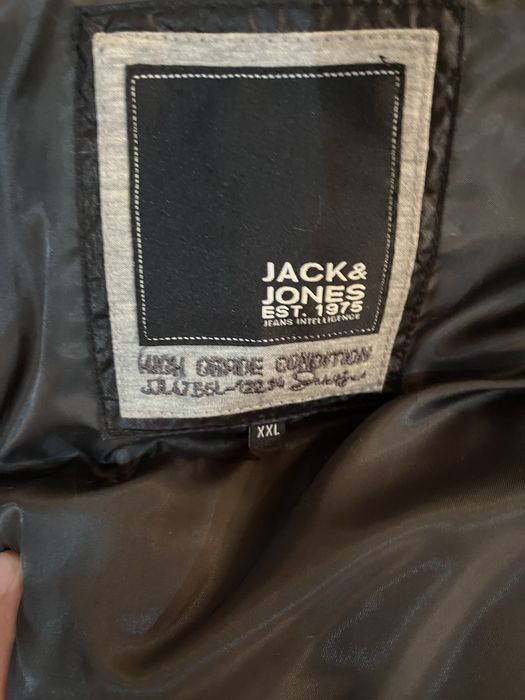 JACK&
JONES
EST. 1975
JEANS INTELLIGENCE
HIGH GRADE CONDITION
XXL